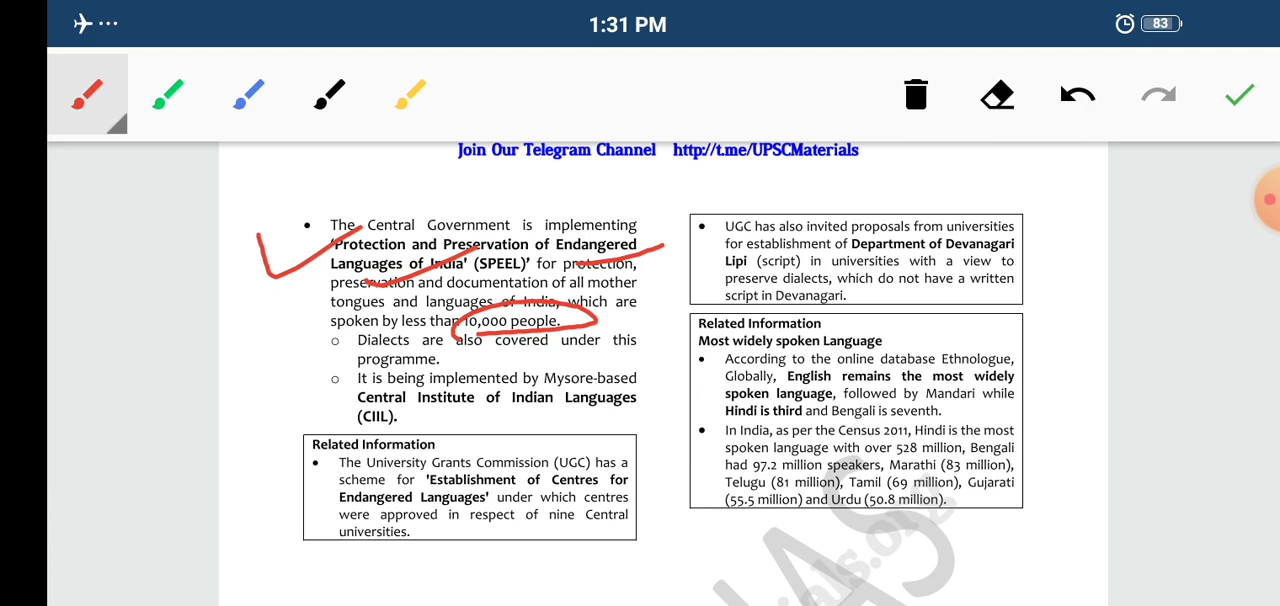 1:31 PM
83
Join Our Telegram Channel http://t.me/UPSCMaterials
• The Central Government is implementing
'Protection and Preservation of Endangered
Languages of India' (SPEEL)' for protection,
preservation and documentation of all mother
tongues and languages of India, which are
spoken by less than 10,000 people.
o Dialects are also covered under this
programme.
o It is being implemented by Mysore-based
Central Institute of Indian Languages
(CIIL).
Related Information
• The University Grants Commission (UGC) has a
scheme for 'Establishment of Centres for
Endangered Languages' under which centres
were approved in respect of nine Central
universities.
• UGC has also invited proposals from universities
for establishment of Department of Devanagari
Lipi (script) in universities with a view to
preserve dialects, which do not have a written
script in Devanagari.
Related Information
Most widely spoken Language
• According to the online database Ethnologue,
Globally, English remains the most widely
spoken language, followed by Mandari while
Hindi is third and Bengali is seventh.
• In India, as per the Census 2011, Hindi is the most
spoken language with over 528 million, Bengali
had 97.2 million speakers, Marathi (83 million),
Telugu (81 million), Tamil (69 million), Gujarati
(55.5 million) and Urdu (50.8 million).